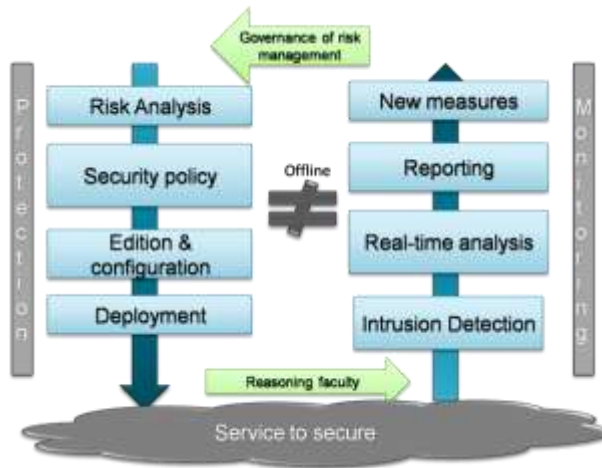 Governance of risk
management
Protection
Risk Analysis
Security policy
Edition &
configuration
Deployment
Offline
New measures
Reporting
Real-time analysis
Intrusion Detection
Monitoring
Reasoning faculty
Service to secure